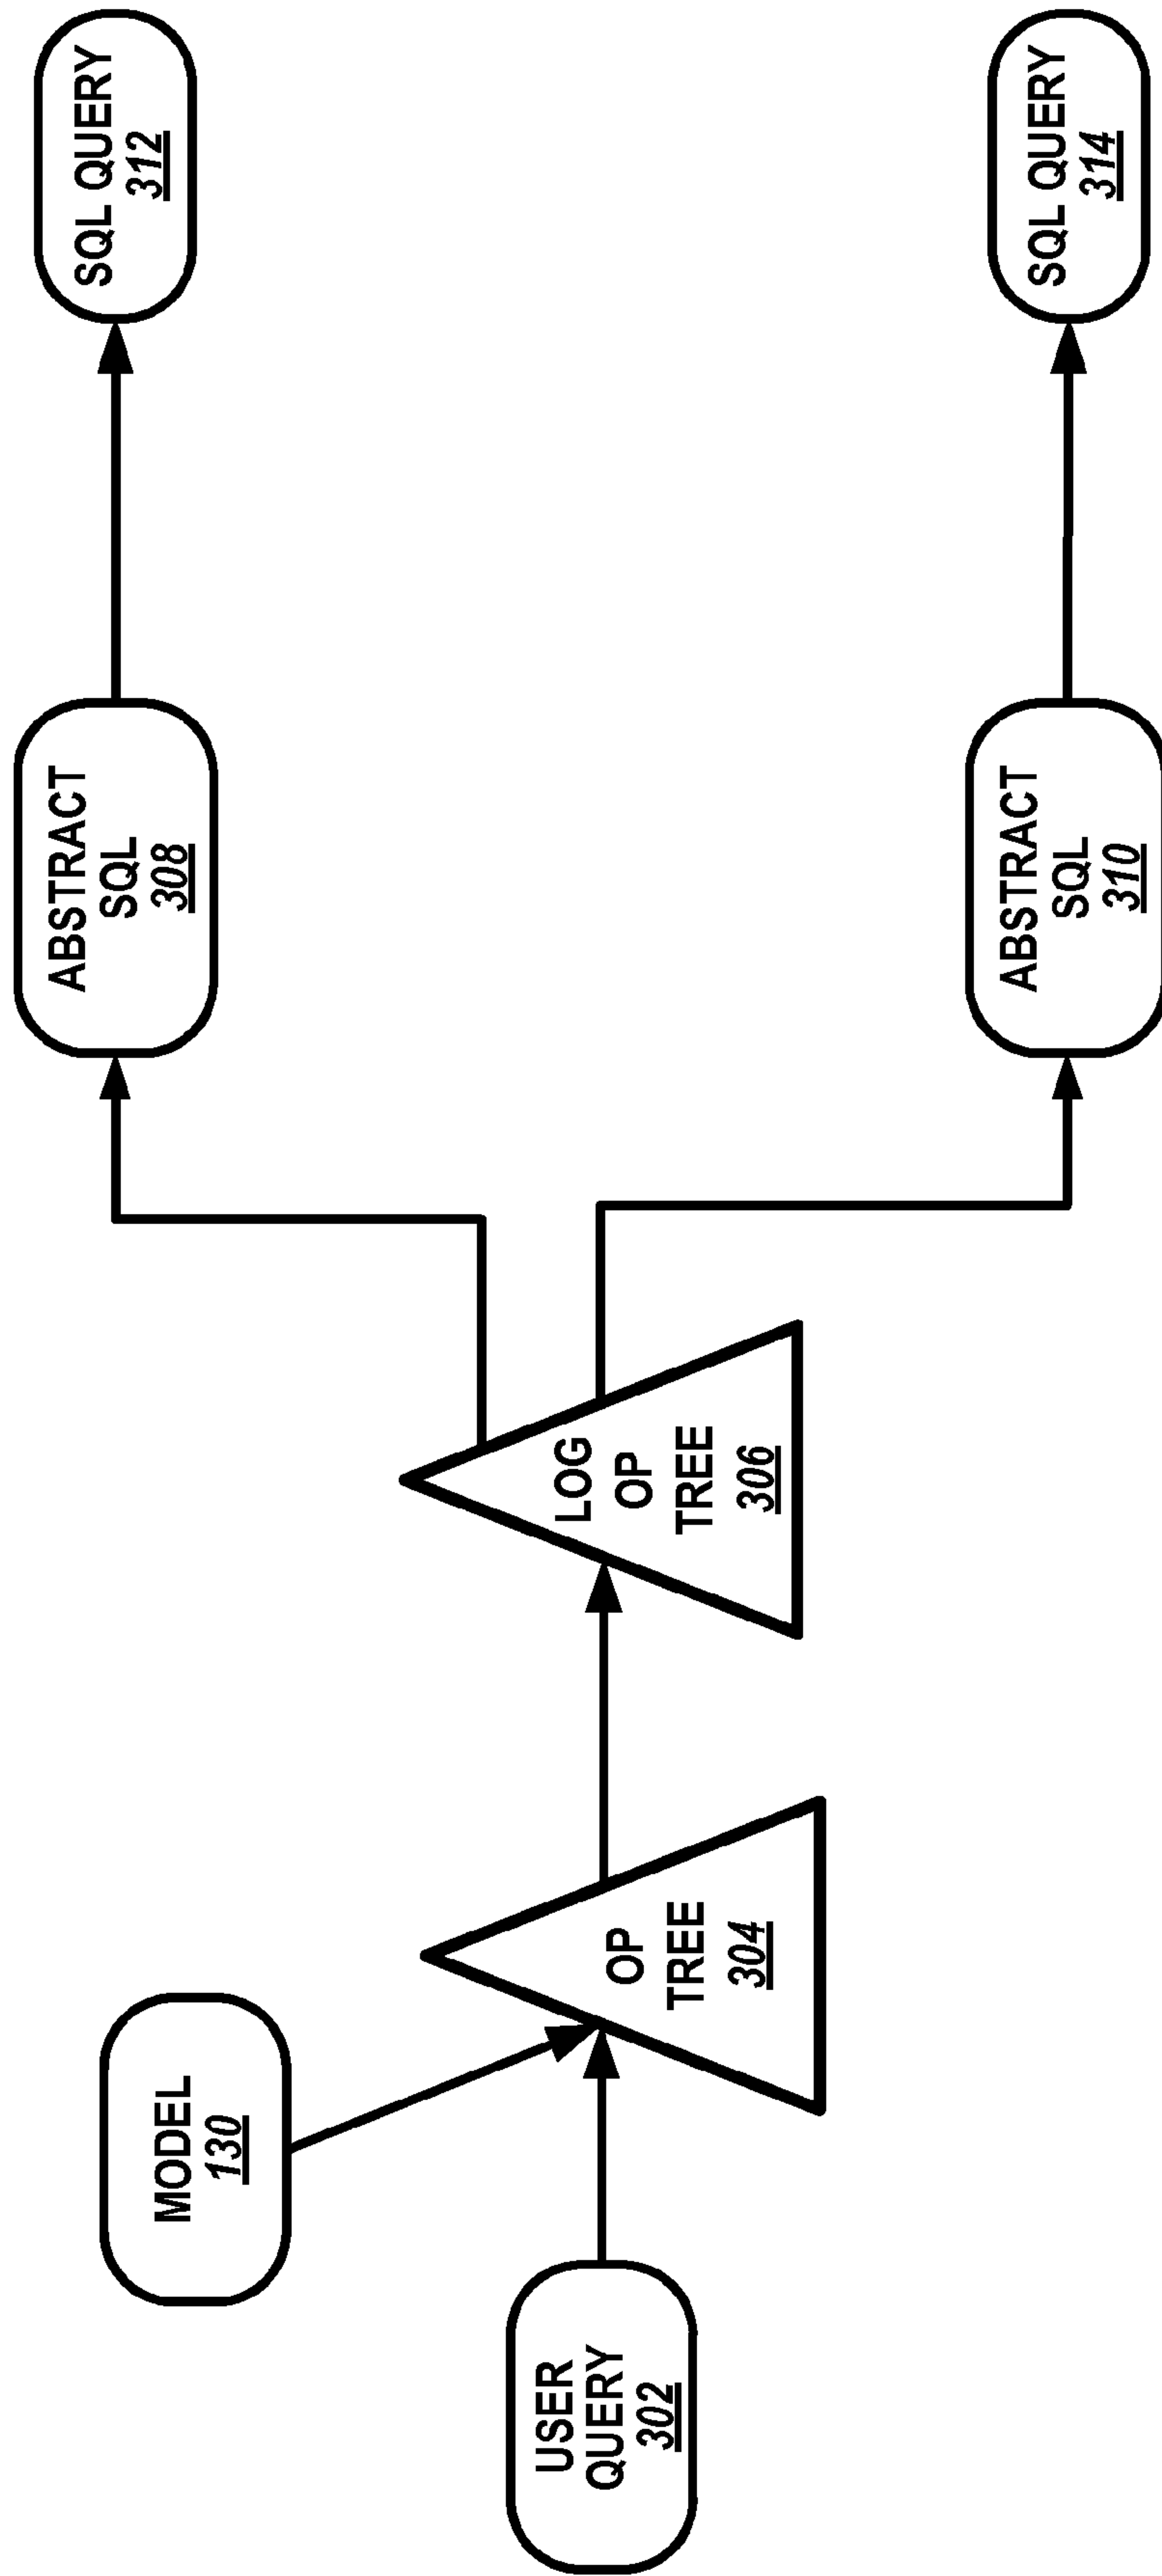 MODEL
130
USER
QUERY
302
OP
TREE
304
LOG
OP
TREE
306
ABSTRACT
SQL
308
SQL QUERY
312
ABSTRACT
SQL
310
SQL QUERY
314